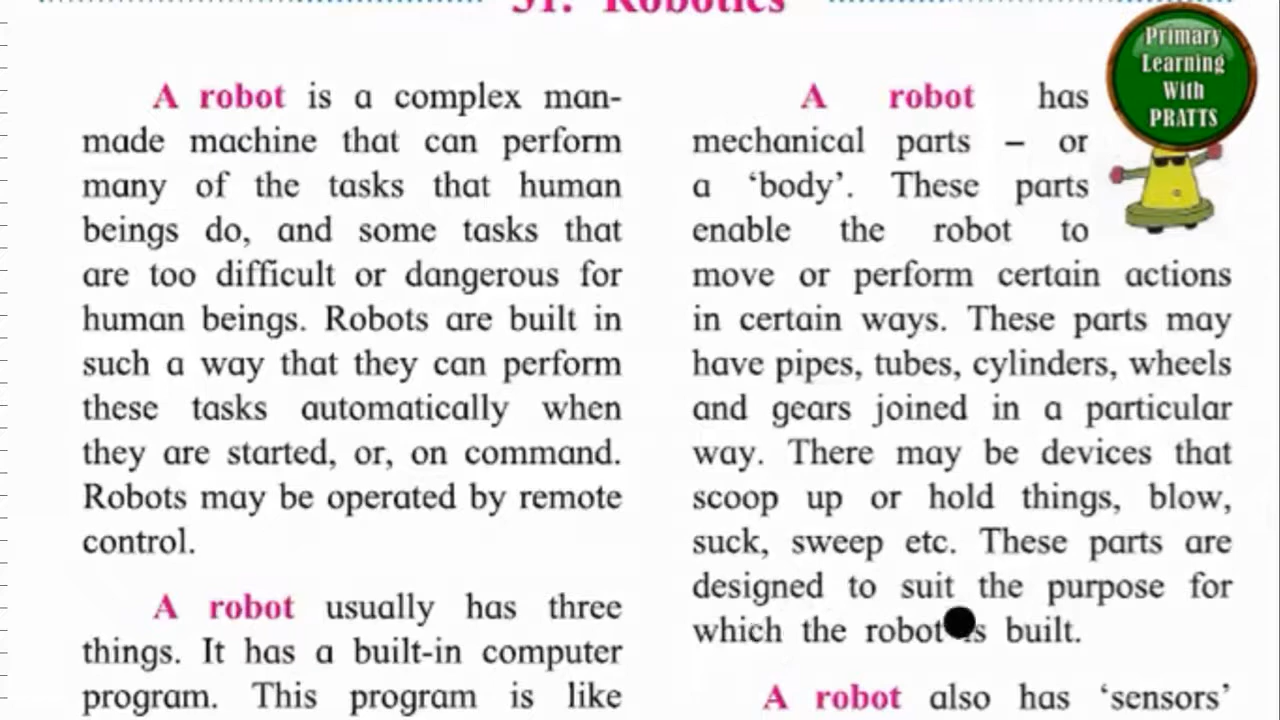 31. Robotics
A robot is a complex man-
made machine that can perform
many of the tasks that human
beings do, and some tasks that
are too difficult or dangerous for
human beings. Robots are built in
such a way that they can perform
these tasks automatically when
they are started, or, on command.
Robots may be operated by remote
control.
A robot usually has three
things. It has a built-in computer
program. This program is like
A robot has
mechanical parts – or
a ‘body’. These parts
enable the robot to
move or perform certain actions
in certain ways. These parts may
have pipes, tubes, cylinders, wheels
and gears joined in a particular
way. There may be devices that
scoop up or hold things, blow,
suck, sweep etc. These parts are
designed to suit the purpose for
which the robot is built.
A robot also has ‘sensors’
Primary
Learning
With
PRATTS